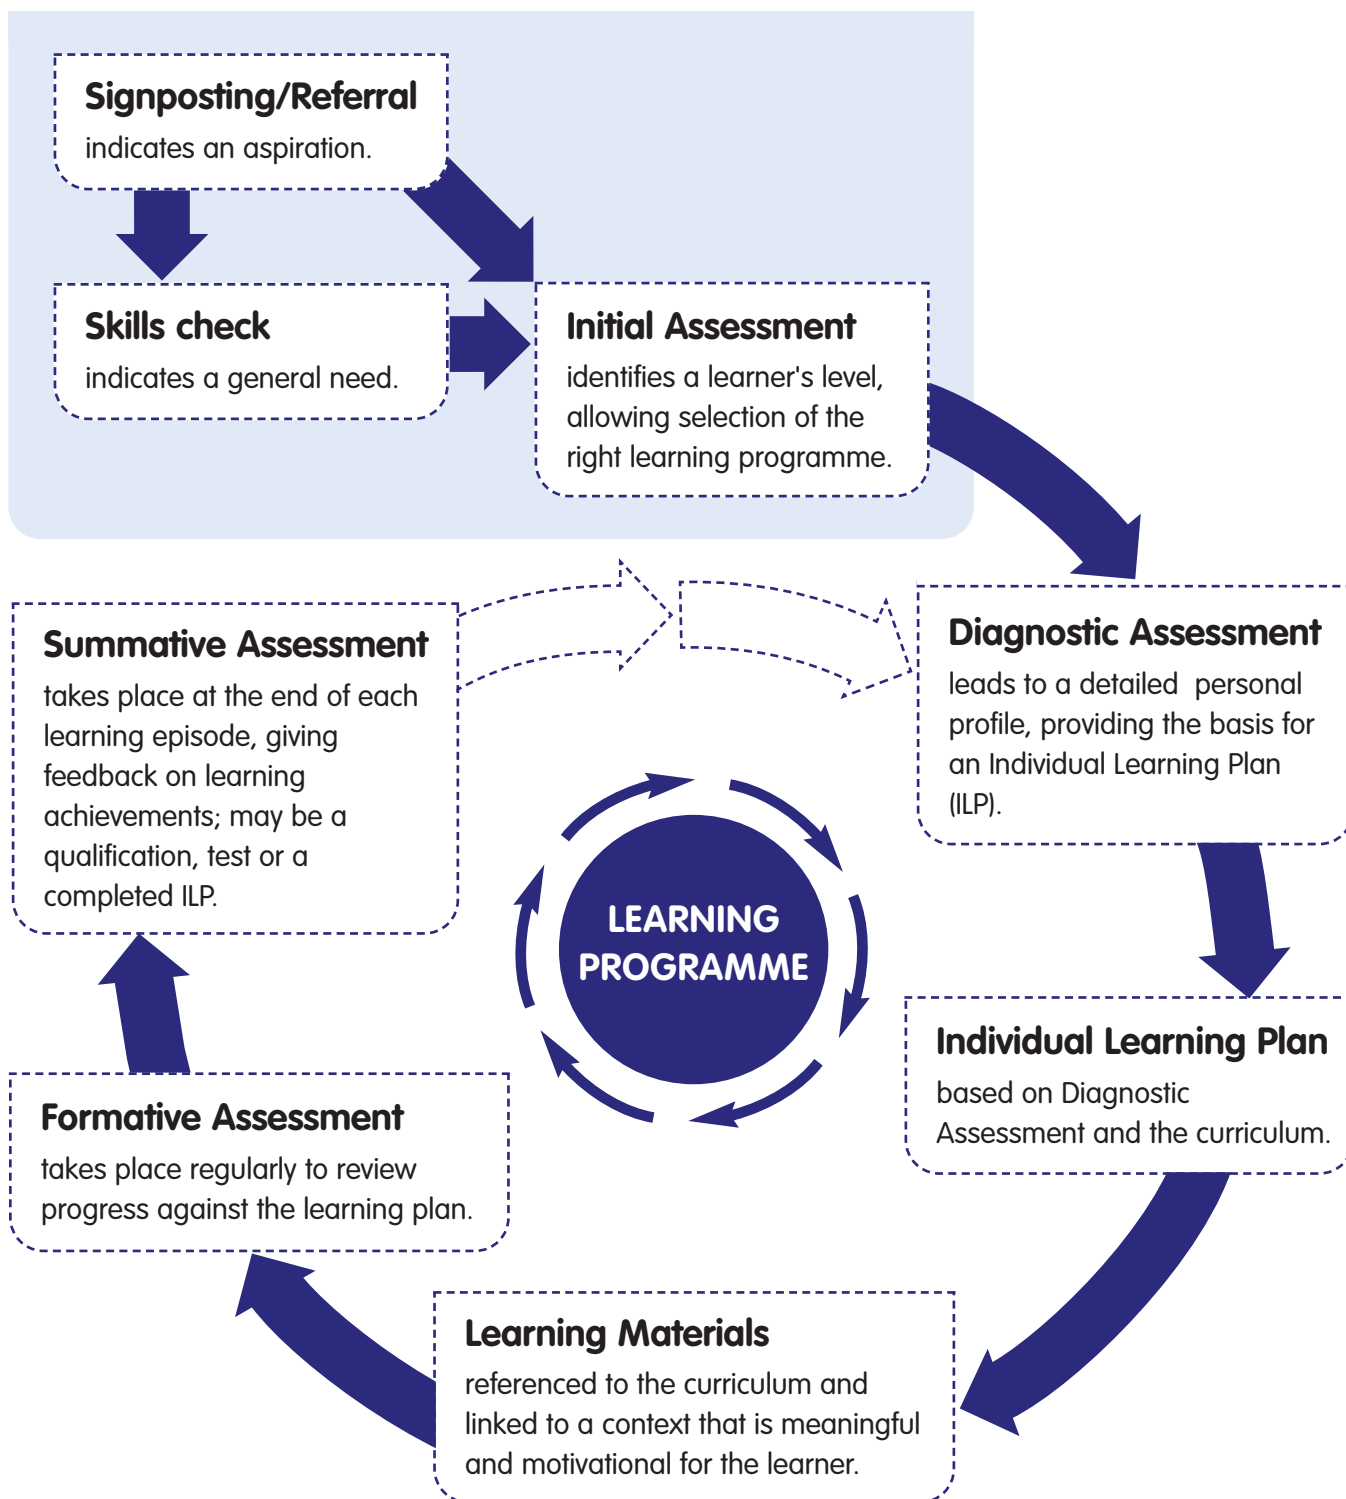 Signposting/Referral
indicates an aspiration.
Skills check
indicates a general need.
Initial Assessment
identifies a learner's level,
allowing selection of the
right learning programme.
Diagnostic Assessment
leads to a detailed  personal
profile, providing the basis for
an Individual Learning Plan
(ILP).
Individual Learning Plan
based on Diagnostic
Assessment and the curriculum.
Learning Materials
referenced to the curriculum and
linked to a context that is meaningful
and motivational for the learner.
Formative Assessment
takes place regularly to review
progress against the learning plan.
Summative Assessment
takes place at the end of each
learning episode, giving
feedback on learning
achievements; may be a
qualification, test or a
completed ILP.
LEARNING
PROGRAMME